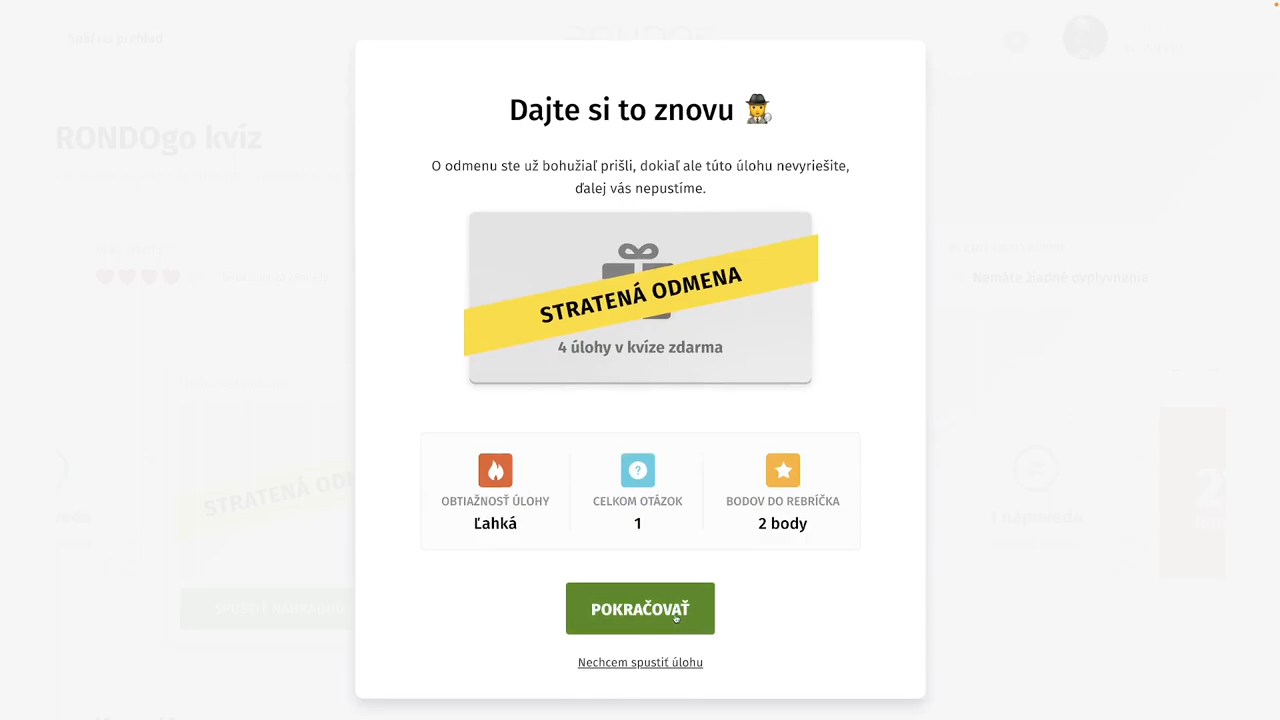 RONDOgo kvíz
Dajte si to znovu
O odmenu ste už bohužiaľ prišli, dokiaľ ale túto úlohu nevyriešite,
ďalej vás nepustíme.
STRATENÁ ODMENA
4 úlohy v kvíze zdarma
Nemáte žiadné ovplyvnenie
STRATENÁ
OBTIAŽNOSŤ ÚLOHY
CELKOM OTÁZOK
BODOV DO REBRÍČKA
Ľahká
1
2 body
POKRAČOVAŤ
Nechcem spustiť úlohu